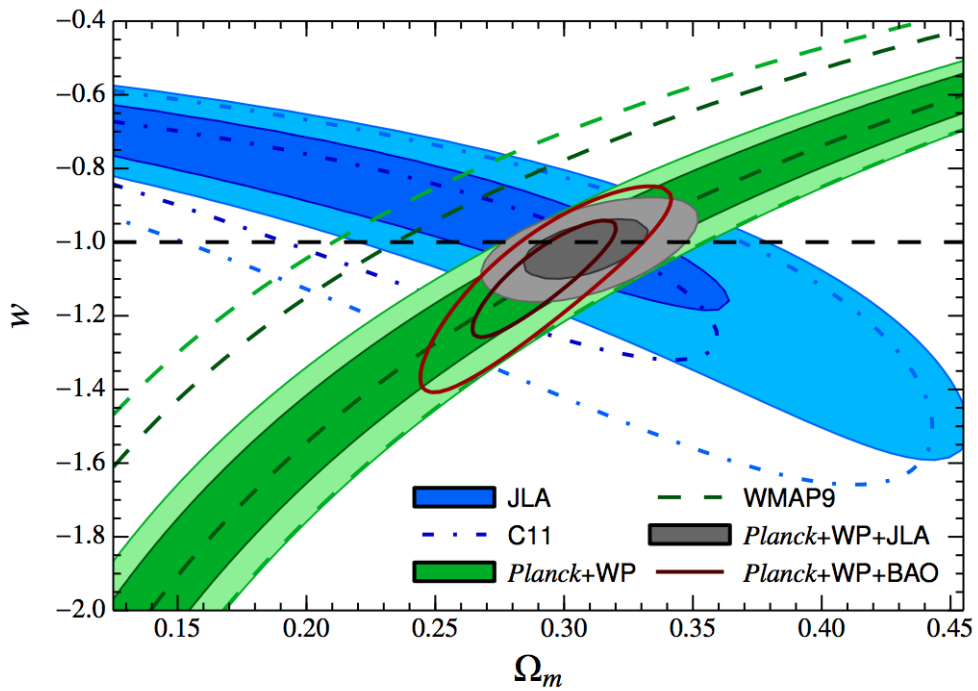 −0.4
−0.6
−0.8
−1.0
−1.2
−1.4
−1.6
−1.8
−2.0
w
0.15 0.20 0.25 0.30 0.35 0.40 0.45
Ωm
JLA WMAP9
C11 Planck+WP+JLA
Planck+WP Planck+WP+BAO